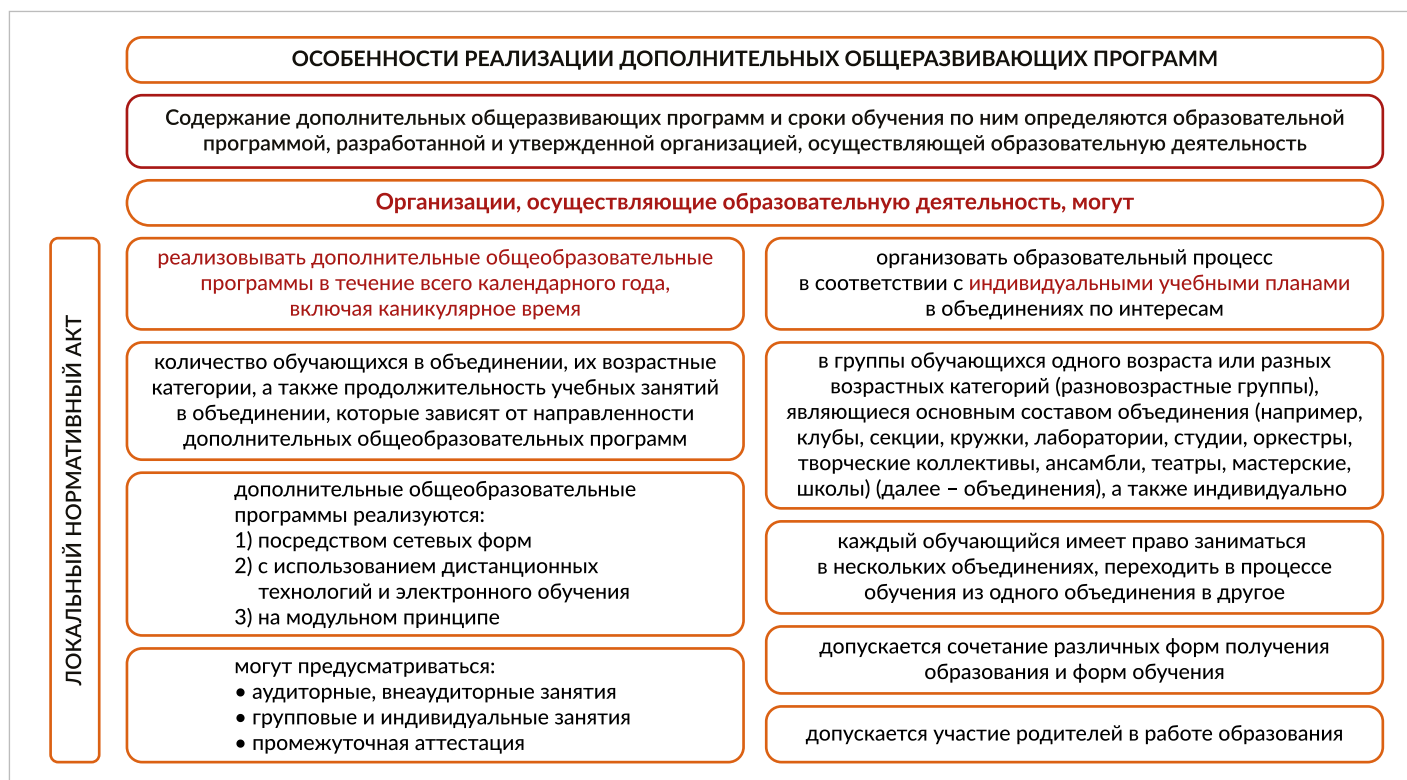 ОСОБЕННОСТИ РЕАЛИЗАЦИИ ДОПОЛНИТЕЛЬНЫХ ОБЩЕРАЗВИВАЮЩИХ ПРОГРАММ
Содержание дополнительных общеразвивающих программ и сроки обучения по ним определяются образовательной
программой, разработанной и утвержденной организацией, осуществляющей образовательную деятельность
Организации, осуществляющие образовательную деятельность, могут
ЛОКАЛЬНЫЙ НОРМАТИВНЫЙ АКТ
реализовывать дополнительные общеобразовательные
программы в течение всего календарного года,
включая каникулярное время
количество обучающихся в объединении, их возрастные
категории, а также продолжительность учебных занятий
в объединении, которые зависят от направленности
дополнительных общеобразовательных программ
дополнительные общеобразовательные
программы реализуются:
1) посредством сетевых форм
2) с использованием дистанционных
технологий и электронного обучения
3) на модульном принципе
могут предусматриваться:
• аудиторные, внеаудиторные занятия
• групповые и индивидуальные занятия
• промежуточная аттестация
организовать образовательный процесс
в соответствии с индивидуальными учебными планами
в объединениях по интересам
в группы обучающихся одного возраста или разных
возрастных категорий (разновозрастные группы),
являющиеся основным составом объединения (например,
клубы, секции, кружки, лаборатории, студии, оркестры,
творческие коллективы, ансамбли, театры, мастерские,
школы) (далее – объединения), а также индивидуально
каждый обучающийся имеет право заниматься
в нескольких объединениях, переходить в процессе
обучения из одного объединения в другое
допускается сочетание различных форм получения
образования и форм обучения
допускается участие родителей в работе образования